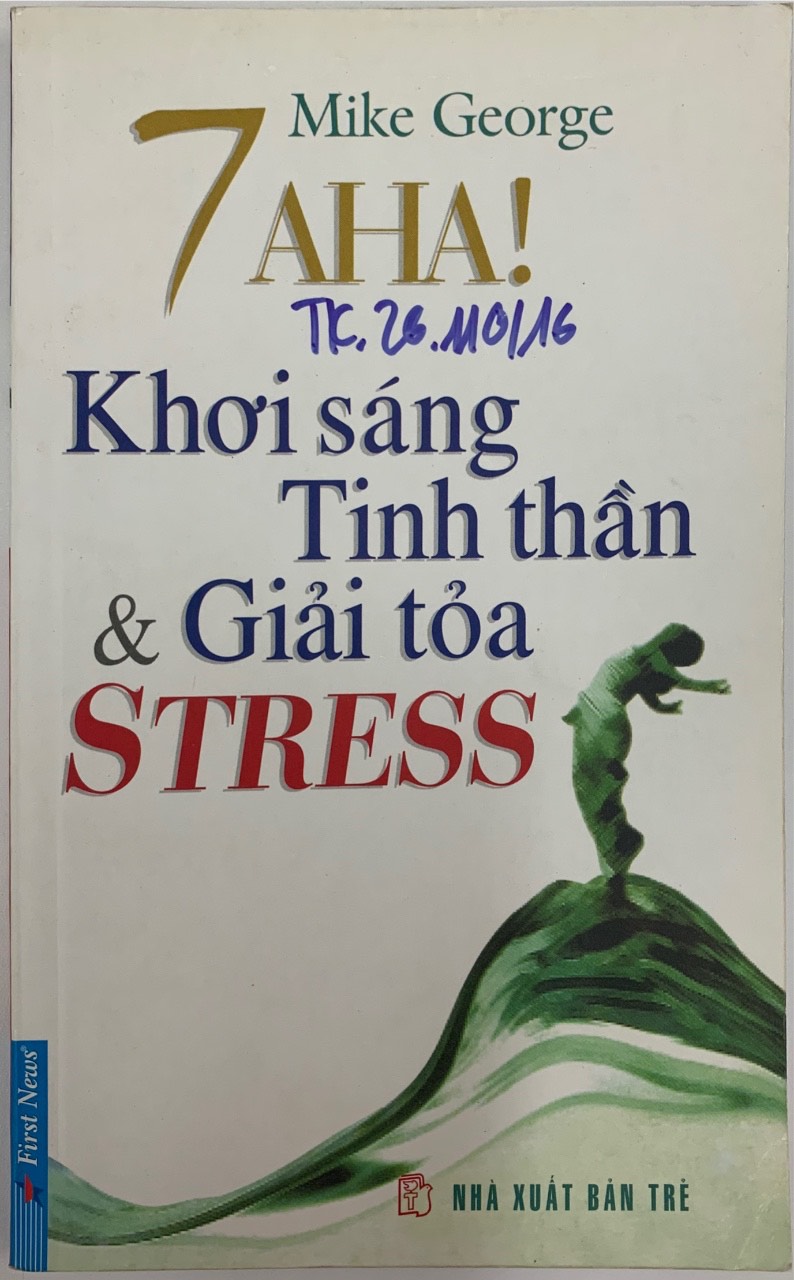 Mike George
7 AHA!
TK.26.110/16
Khơi sáng
Tinh thần
& Giải tỏa
STRESS
First News
NHÀ XUẤT BẢN TRẺ